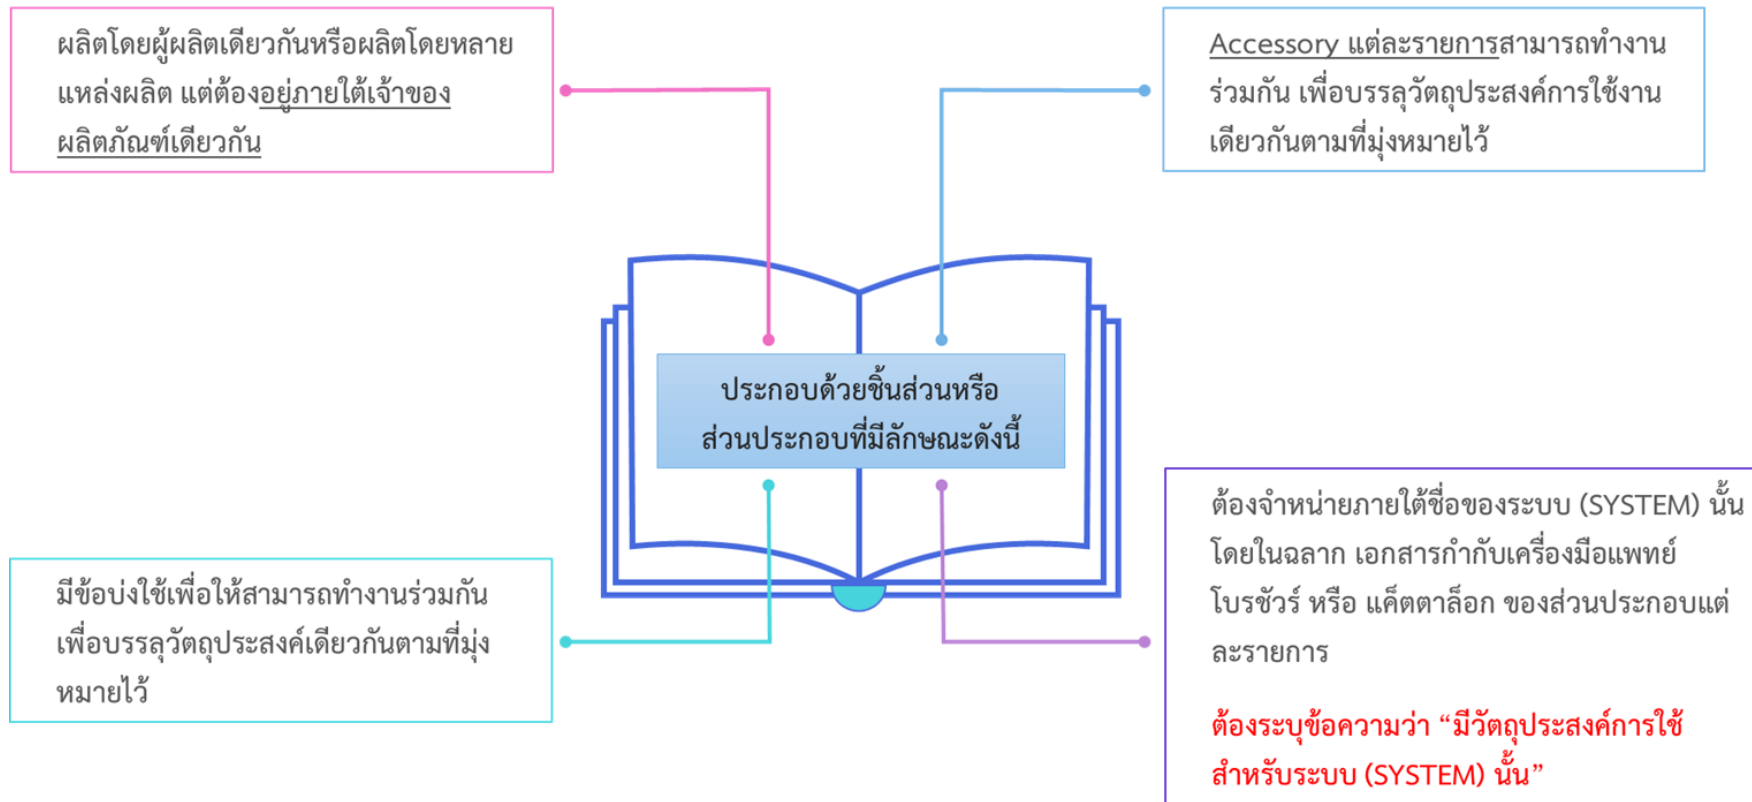 ผลิตโดยผู้ผลิตเดียวกันหรือผลิตโดยหลาย
แหล่งผลิต แต่ต้องอยู่ภายใต้เจ้าของ
ผลิตภัณฑ์เดียวกัน
Accessory แต่ละรายการสามารถทำงาน
ร่วมกัน เพื่อบรรลุวัตถุประสงค์การใช้งาน
เดียวกันตามที่มุ่งหมายไว้
ประกอบด้วยชิ้นส่วนหรือ
ส่วนประกอบที่มีลักษณะดังนี้
มีข้อบ่งใช้เพื่อให้สามารถทำงานร่วมกัน
เพื่อบรรลุวัตถุประสงค์เดียวกันตามที่มุ่ง
หมายไว้
ต้องจำหน่ายภายใต้ชื่อของระบบ (SYSTEM) นั้น
โดยในฉลาก เอกสารกำกับเครื่องมือแพทย์
โบรชัวร์ หรือ แค็ตตาล็อก ของส่วนประกอบแต่
ละรายการ
ต้องระบุข้อความว่า “มีวัตถุประสงค์การใช้
สำหรับระบบ (SYSTEM) นั้น”